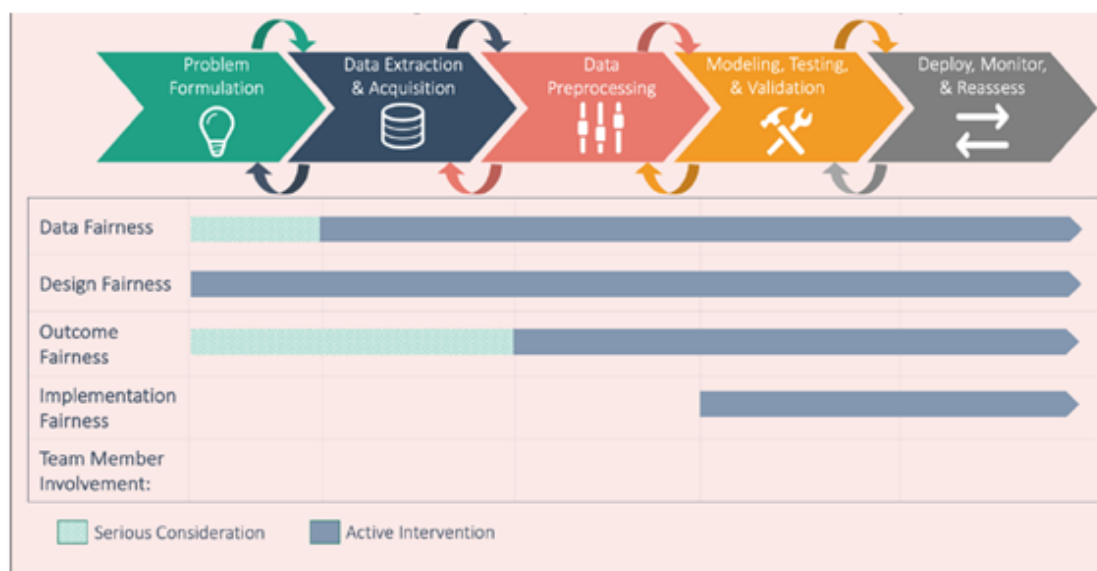 Problem
Formulation
Data Extraction
& Acquisition
Data
Preprocessing
Modeling, Testing,
& Validation
Deploy, Monitor,
& Reassess
Data Fairness
Design Fairness
Outcome
Fairness
Implementation
Fairness
Team Member
Involvement:
Serious Consideration
Active Intervention